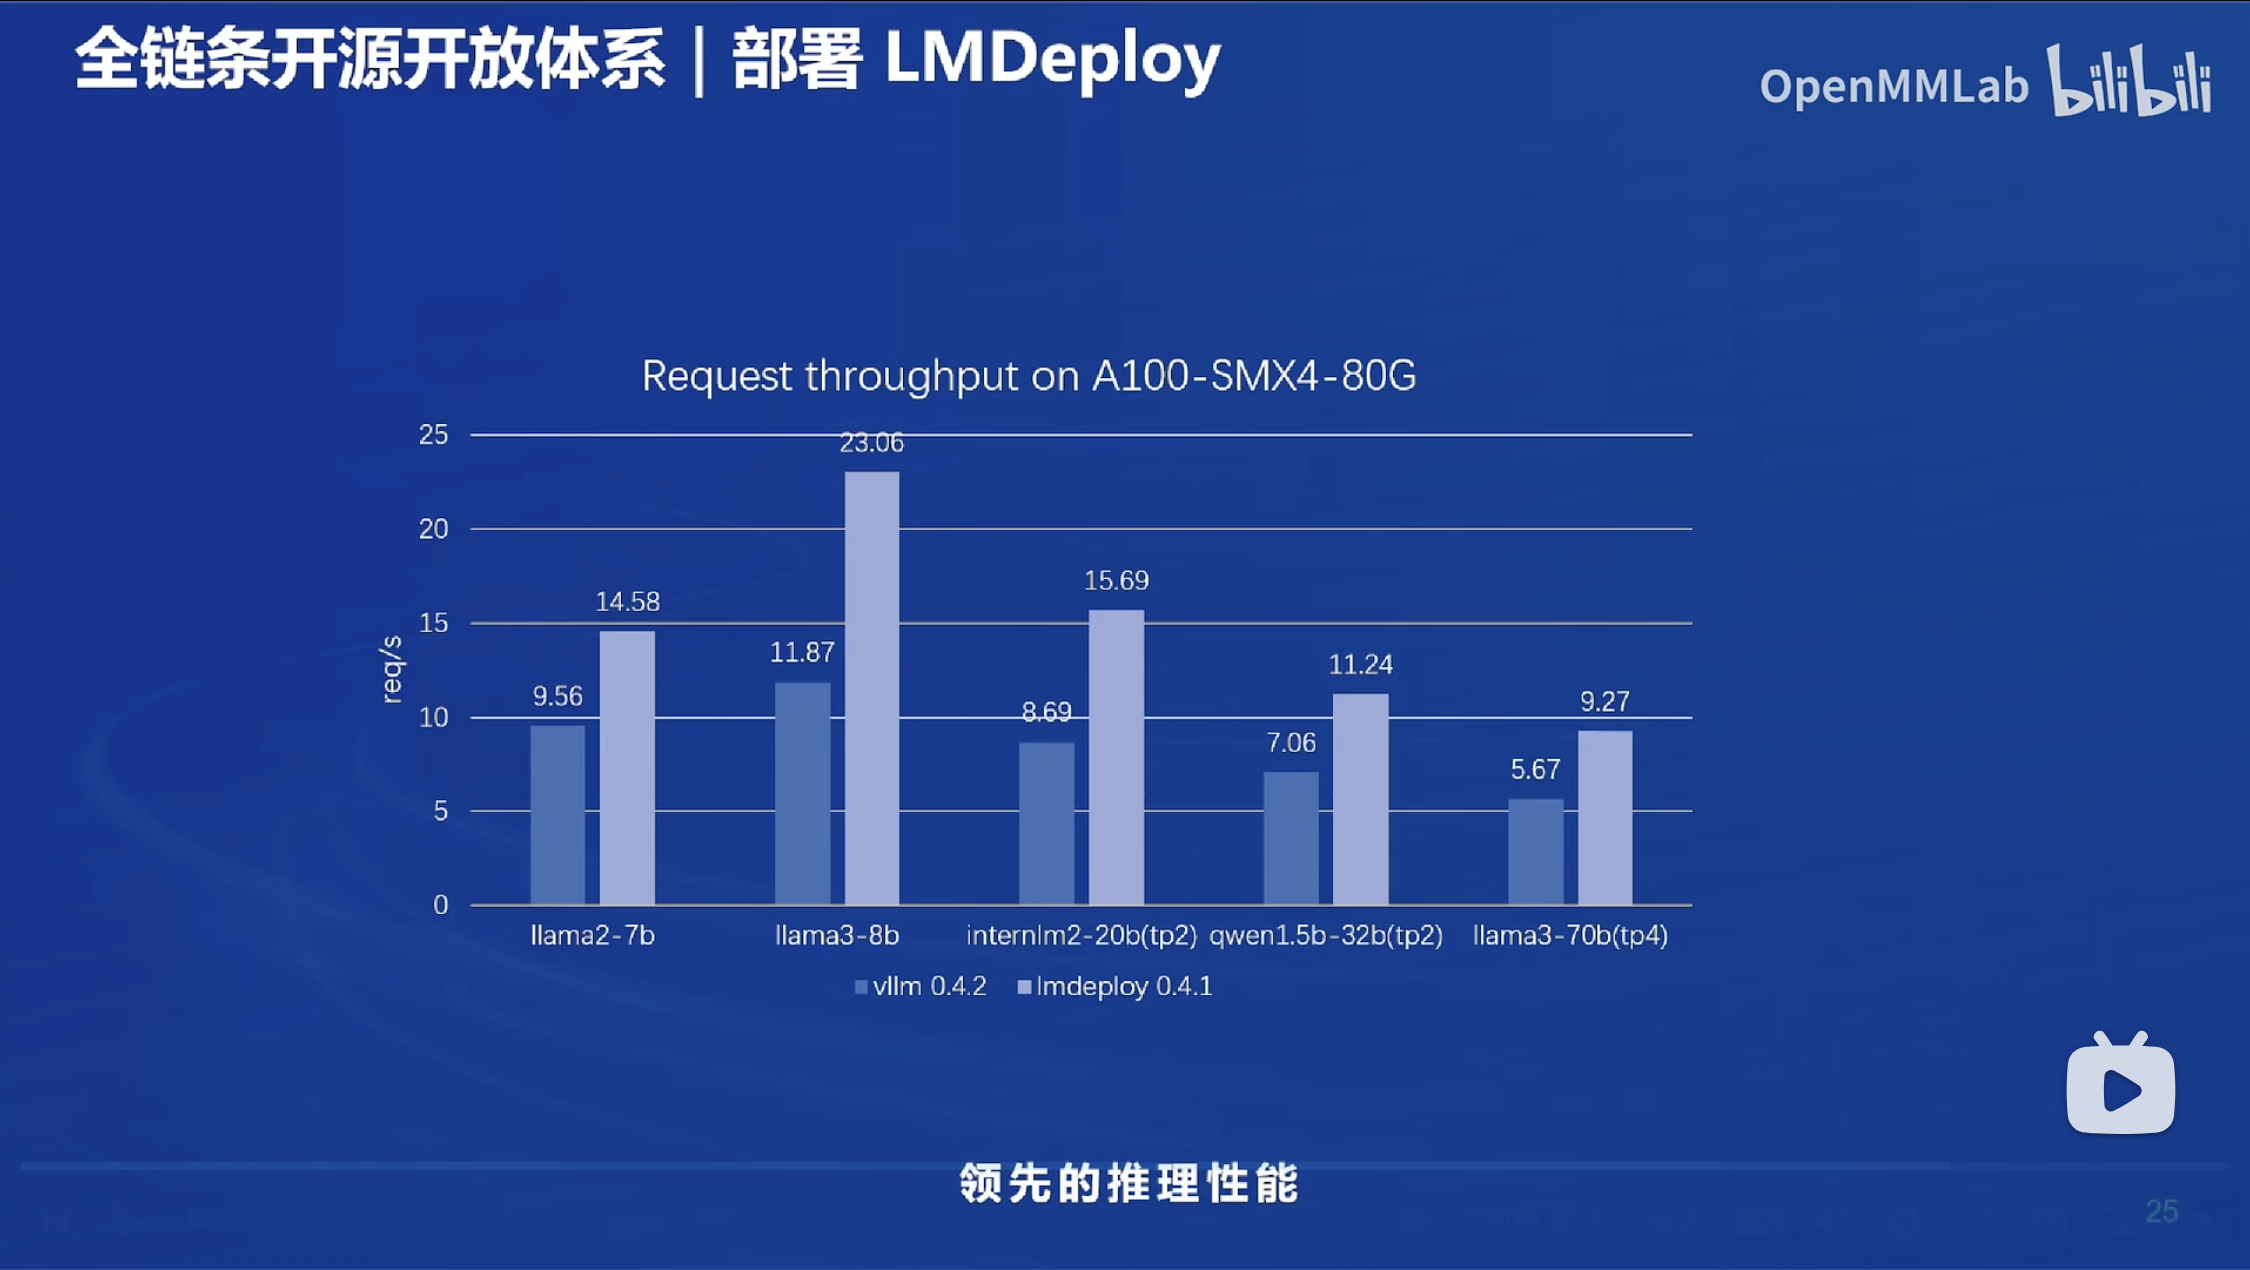 全链条开源开放体系 | 部署 LMDeploy
OpenMMLab bilibili
Request throughput on A100-SMX4-80G
25
20
15
10
5
0
req/s
9.56
14.58
11.87
23.06
8.69
15.69
7.06
11.24
5.67
9.27
llama2-7b
llama3-8b
internlm2-20b(tp2)
qwen1.5b-32b(tp2)
llama3-70b(tp4)
vllm 0.4.2
lmdeploy 0.4.1
领先的推理性能
25